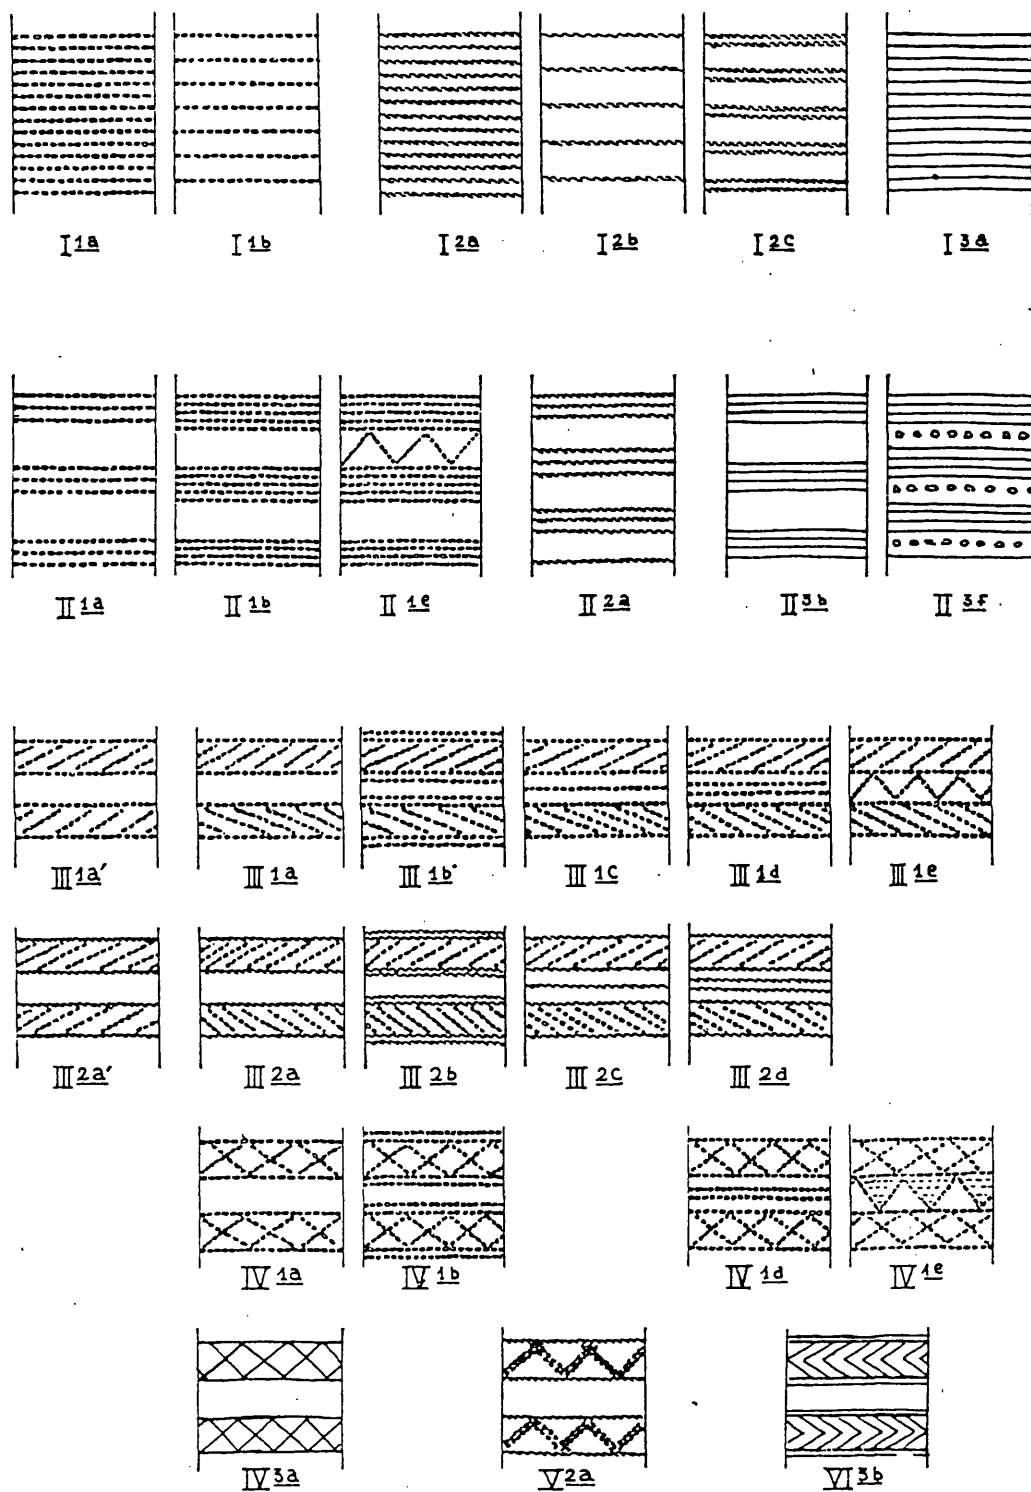 I 1a I 1b I 2a I 2b I 2c I 3a
II 1a II 1b II 1e II 2a II 3b II 3f
III 1a' III 1a III 1b III 1c III 1d III 1e
III 2a' III 2a III 2b III 2c III 2d
IV 1a IV 1b IV 1d IV 1e
IV 3a V 2a VI 3b